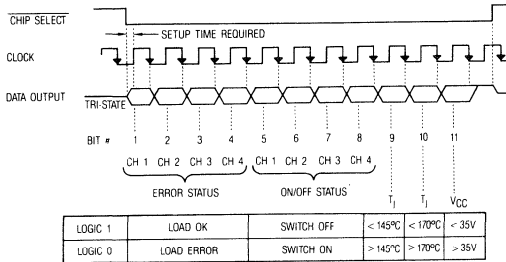 CHIP SELECT
SETUP TIME REQUIRED
CLOCK
DATA OUTPUT
TRI-STATE
BIT # 1 2 3 4 5 6 7 8 9 10 11
CH 1 CH 2 CH 3 CH 4 CH 1 CH 2 CH 3 CH 4
ERROR STATUS ON/OFF STATUS
TJ TJ VCC
LOGIC 1 LOAD OK SWITCH OFF < 145°C < 170°C < 35V
LOGIC 0 LOAD ERROR SWITCH ON > 145°C > 170°C > 35V